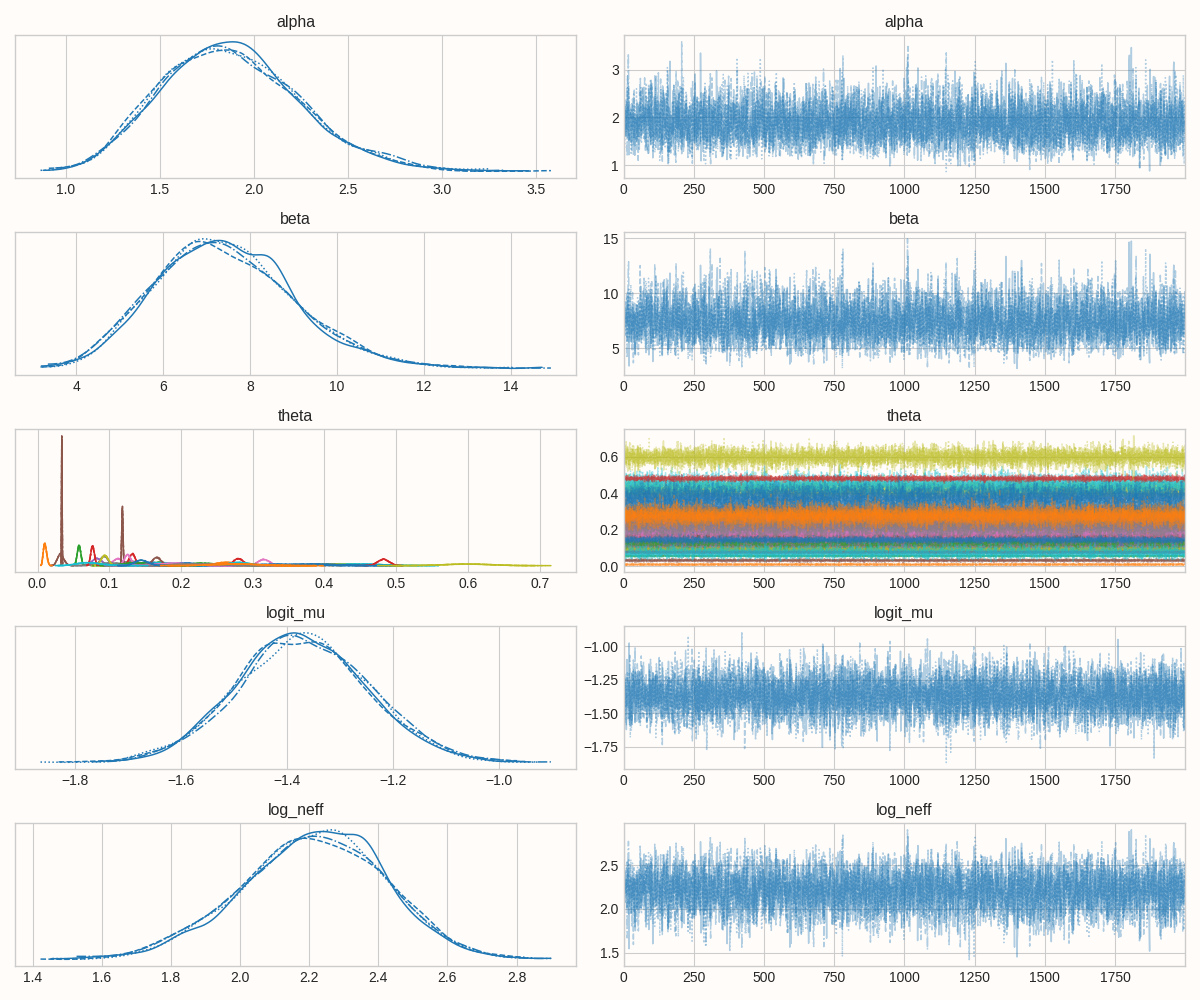 alpha
alpha
3
2
1
1.0 1.5 2.0 2.5 3.0 3.5
0 250 500 750 1000 1250 1500 1750
beta
beta
15
10
5
4 6 8 10 12 14
0 250 500 750 1000 1250 1500 1750
theta
theta
0.6
0.4
0.2
0.0
0.0 0.1 0.2 0.3 0.4 0.5 0.6 0.7
0 250 500 750 1000 1250 1500 1750
logit_mu
logit_mu
−1.00
−1.25
−1.50
−1.75
−1.8 −1.6 −1.4 −1.2 −1.0
0 250 500 750 1000 1250 1500 1750
log_neff
log_neff
2.5
2.0
1.5
1.4 1.6 1.8 2.0 2.2 2.4 2.6 2.8
0 250 500 750 1000 1250 1500 1750